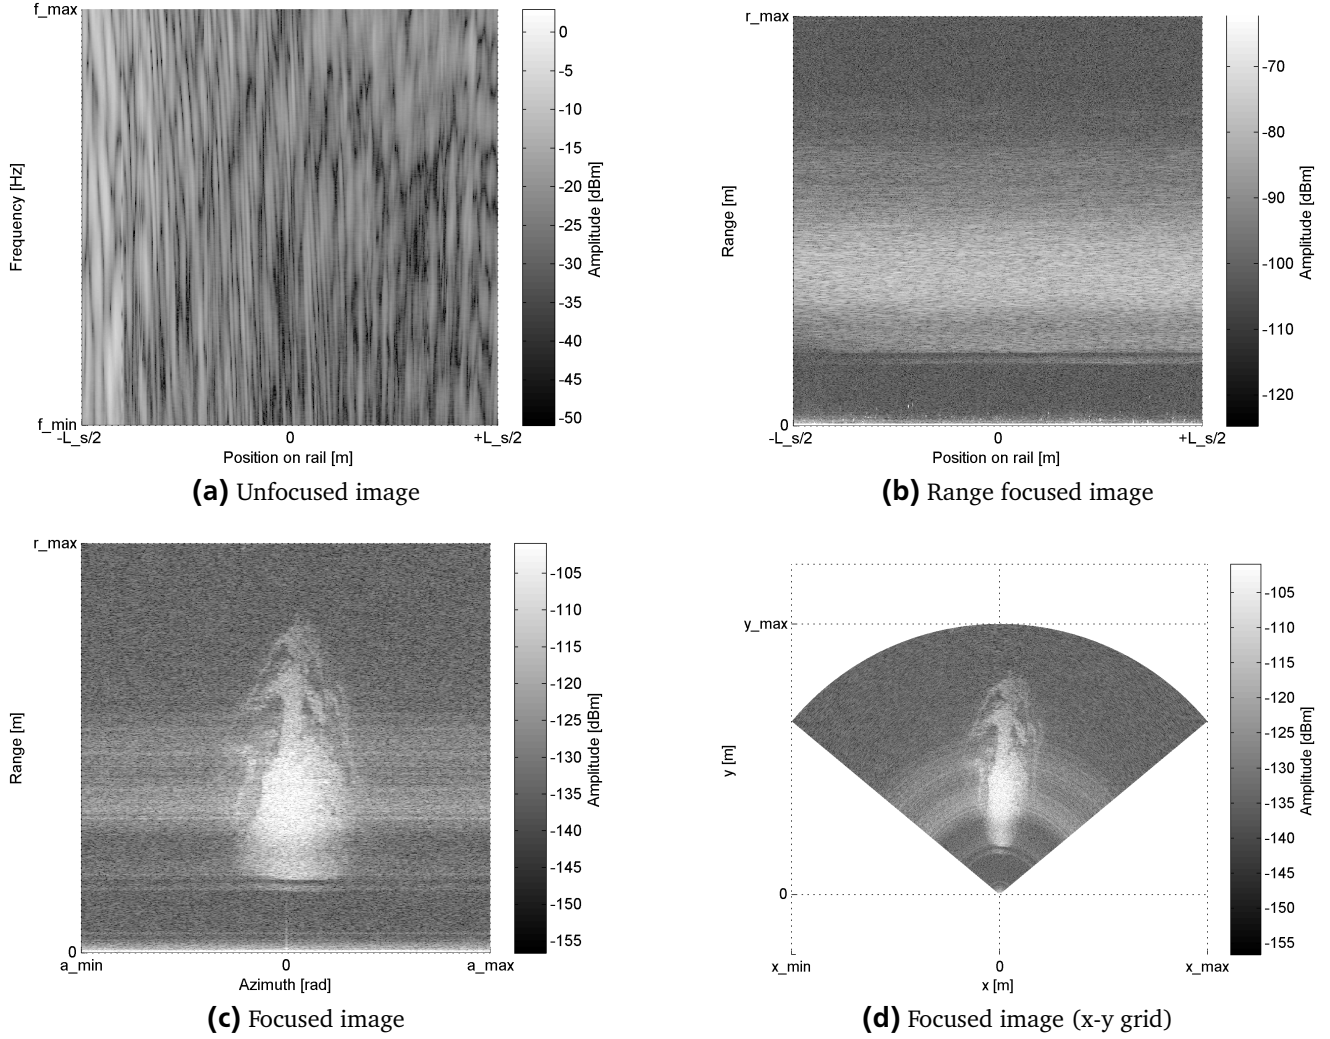 f_max
0
-5
-10
-15
-20
-25
-30
-35
-40
-45
-50
Amplitude [dBm]
Frequency [Hz]
f_min
-L_s/2
0
+L_s/2
Position on rail [m]
(a) Unfocused image
r_max
-70
-80
-90
-100
-110
-120
Amplitude [dBm]
Range [m]
0
-L_s/2
0
+L_s/2
Position on rail [m]
(b) Range focused image
r_max
-105
-110
-115
-120
-125
-130
-135
-140
-145
-150
-155
Amplitude [dBm]
Range [m]
0
a_min
0
a_max
Azimuth [rad]
(c) Focused image
y_max
-105
-110
-115
-120
-125
-130
-135
-140
-145
-150
-155
Amplitude [dBm]
y [m]
0
x_min
0
x_max
x [m]
(d) Focused image (x-y grid)